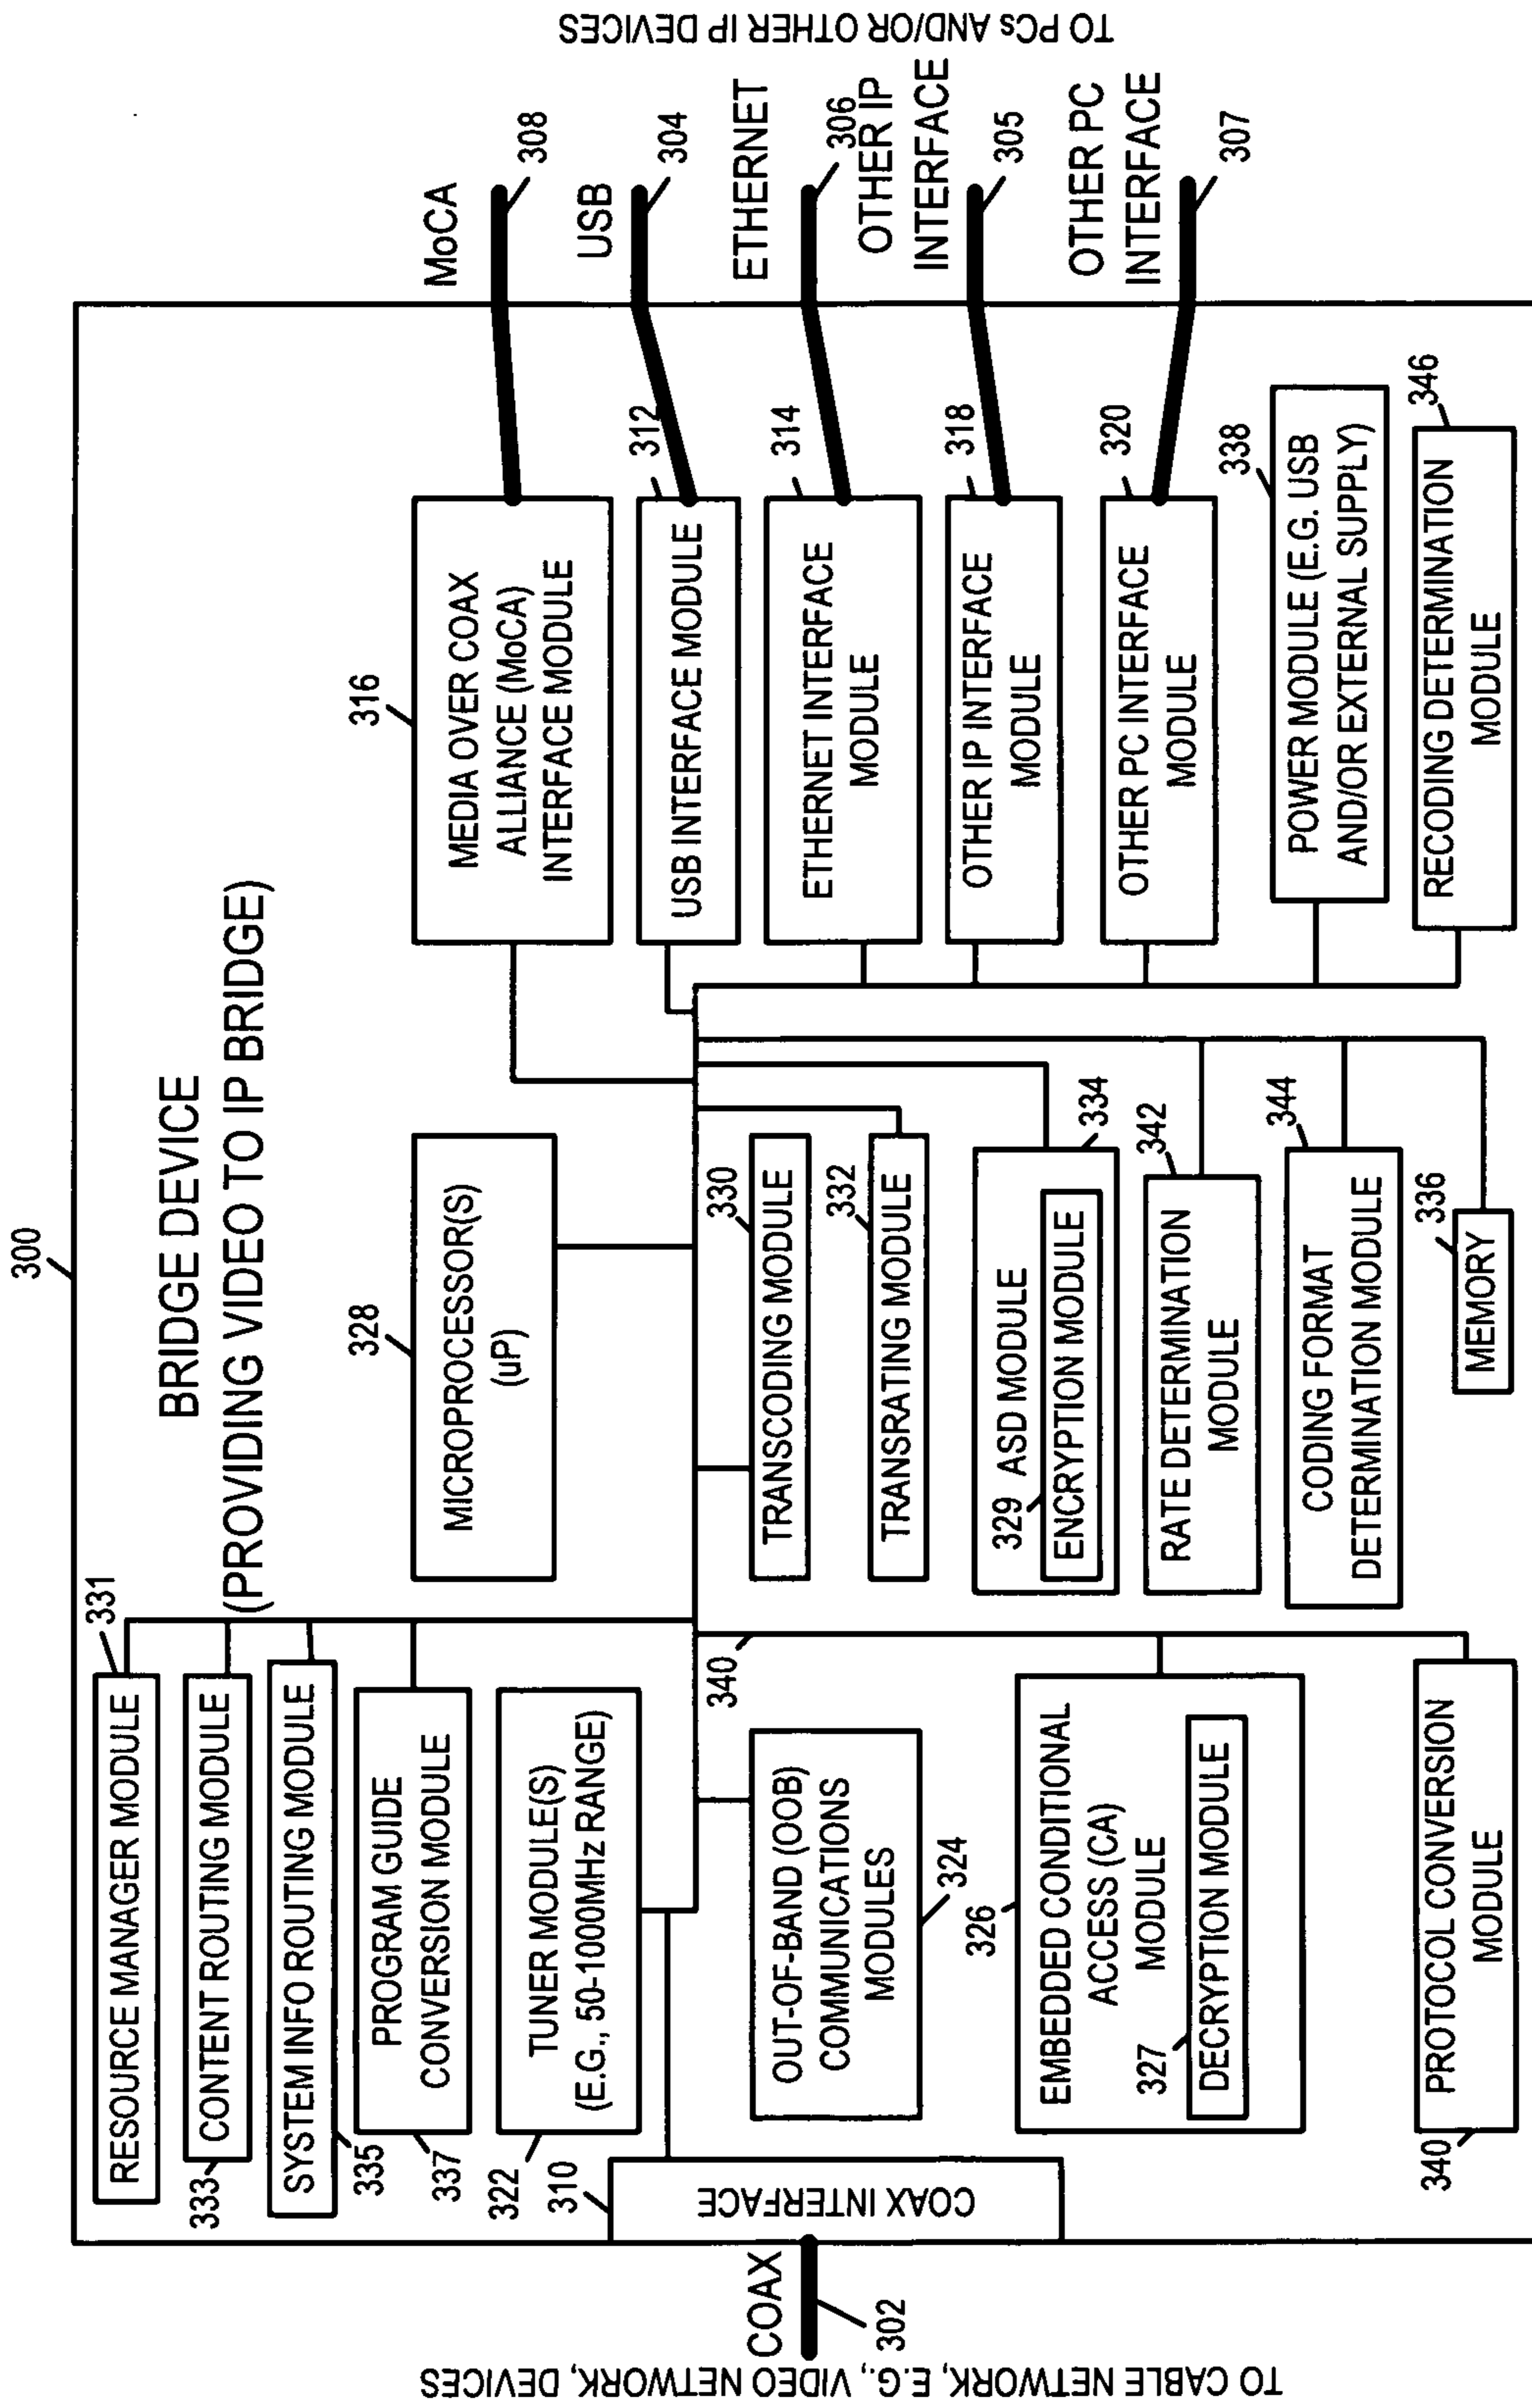 300
BRIDGE DEVICE
(PROVIDING VIDEO TO IP BRIDGE)
RESOURCE MANAGER MODULE
331
CONTENT ROUTING MODULE
333
SYSTEM INFO ROUTING MODULE
335
PROGRAM GUIDE
CONVERSION MODULE
337
TUNER MODULE(S)
(E.G., 50-1000MHz RANGE)
322
310
COAX INTERFACE
COAX
302
TO CABLE NETWORK, E.G., VIDEO NETWORK, DEVICES
OUT-OF-BAND (OOB)
COMMUNICATIONS
MODULES
324
340
326
EMBEDDED CONDITIONAL
ACCESS (CA)
MODULE
327
DECRYPTION MODULE
PROTOCOL CONVERSION
MODULE
340
328
MICROPROCESSOR(S)
(µP)
330
TRANSCODING MODULE
332
TRANSRATING MODULE
334
ASD MODULE
329
ENCRYPTION MODULE
342
RATE DETERMINATION
MODULE
344
CODING FORMAT
DETERMINATION MODULE
336
MEMORY
316
MEDIA OVER COAX
ALLIANCE (MoCA)
INTERFACE MODULE
312
USB INTERFACE MODULE
314
ETHERNET INTERFACE
MODULE
318
OTHER IP INTERFACE
MODULE
320
OTHER PC INTERFACE
MODULE
338
POWER MODULE (E.G. USB
AND/OR EXTERNAL SUPPLY)
346
RECODING DETERMINATION
MODULE
MoCA
308
USB
304
ETHERNET
306
OTHER IP
INTERFACE
305
OTHER PC
INTERFACE
307
TO PCs AND/OR OTHER IP DEVICES